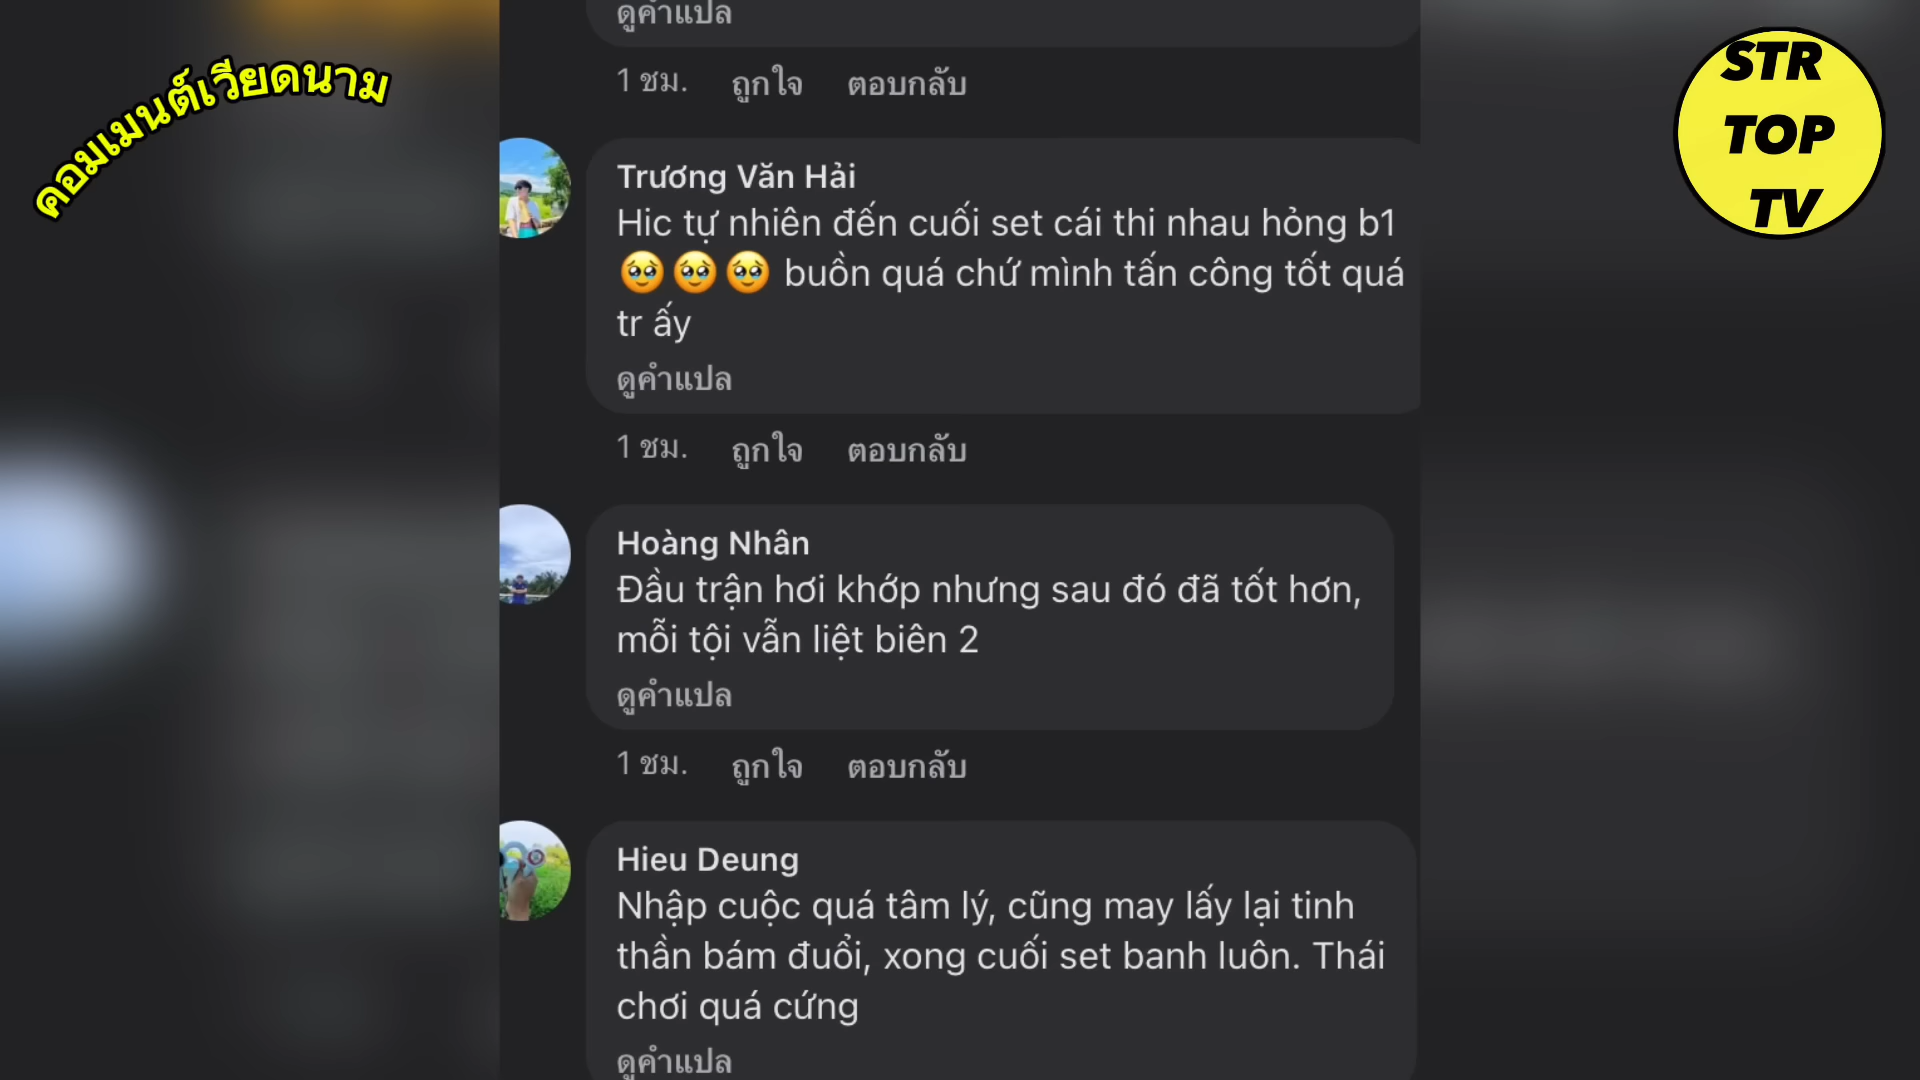 ดูคำแปล
1 ชม. ถูกใจ ตอบกลับ
คอมเมนต์เวียดนาม
STR
TOP
TV
Trương Văn Hải
Hic tự nhiên đến cuối set cái thi nhau hỏng b1
🥹🥹🥹 buồn quá chứ mình tấn công tốt quá
tr ấy
ดูคำแปล
1 ชม. ถูกใจ ตอบกลับ
Hoàng Nhân
Đầu trận hơi khớp nhưng sau đó đã tốt hơn,
mỗi tội vẫn liệt biên 2
ดูคำแปล
1 ชม. ถูกใจ ตอบกลับ
Hieu Deung
Nhập cuộc quá tâm lý, cũng may lấy lại tinh
thần bám đuổi, xong cuối set banh luôn. Thái
chơi quá cứng
ดูคำแปล